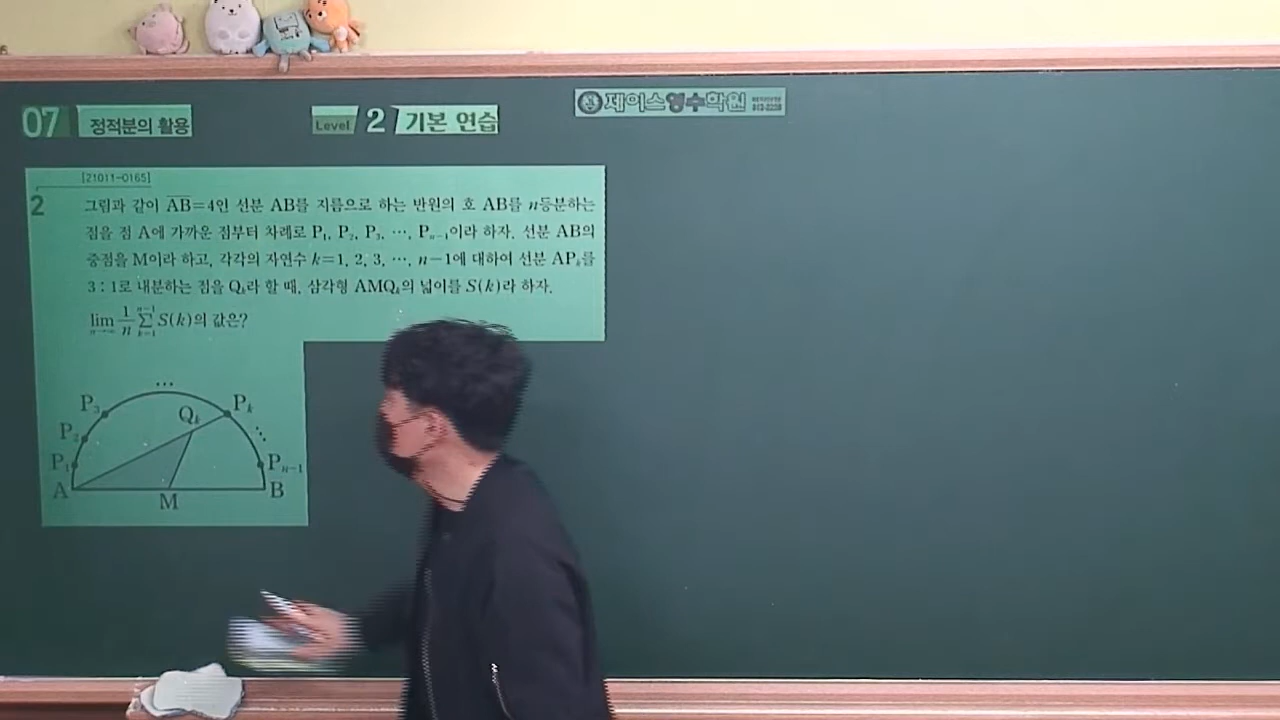 07 정적분의 활용
Level 2 기본 연습
제이스영수학원
[21011-0165]
2
그림과 같이 AB=4인 선분 AB를 지름으로 하는 반원의 호 AB를 n등분하는
점을 점 A에 가까운 점부터 차례로 P₁, P₂, P₃, ⋯, Pₙ₋₁이라 하자. 선분 AB의
중점을 M이라 하고, 각각의 자연수 k=1, 2, 3, ⋯, n-1에 대하여 선분 APₖ를
3 : 1로 내분하는 점을 Qₖ라 할 때, 삼각형 AMQₖ의 넓이를 S(k)라 하자.
lim n→∞ 1/n Σ k=1 n-1 S(k)의 값은?
⋯
P₃ Qₖ Pₖ
P₂
P₁ Pₙ₋₁
A M B